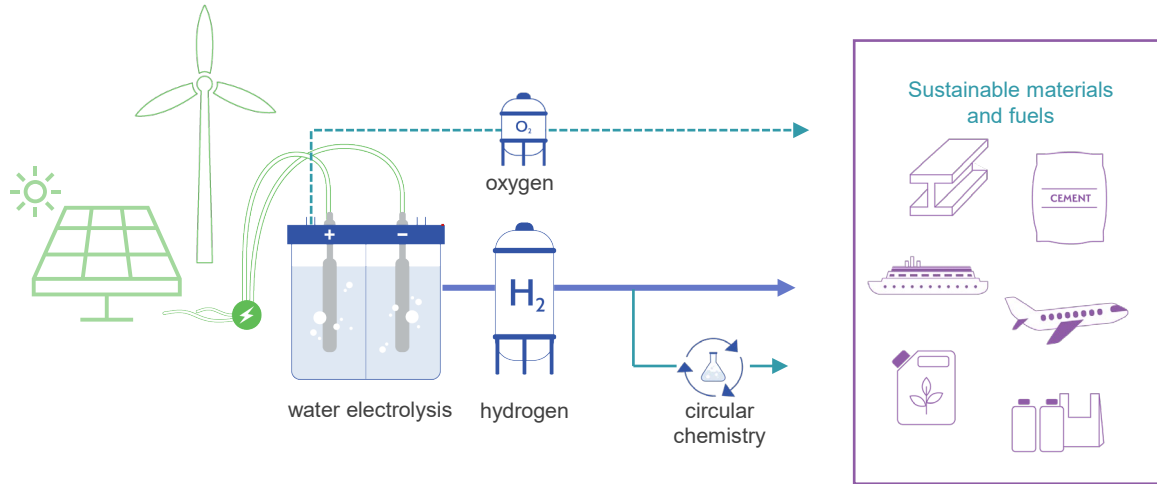 Sustainable materials
and fuels
O₂
oxygen
CEMENT
+ −
H₂
water electrolysis
hydrogen
circular
chemistry